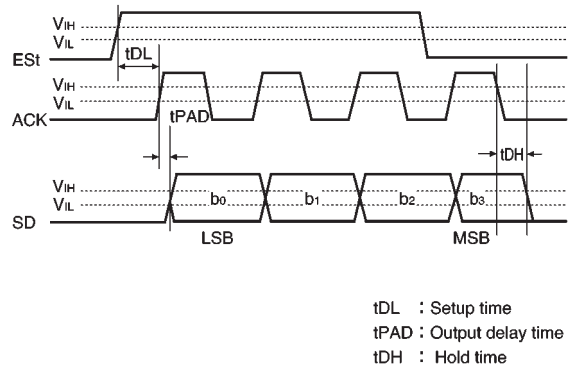 VIH
VIL
tDL
ESt
VIH
VIL
ACK
tPAD
tDH
VIH
VIL
b0
b1
b2
b3
SD
LSB
MSB
tDL : Setup time
tPAD : Output delay time
tDH : Hold time